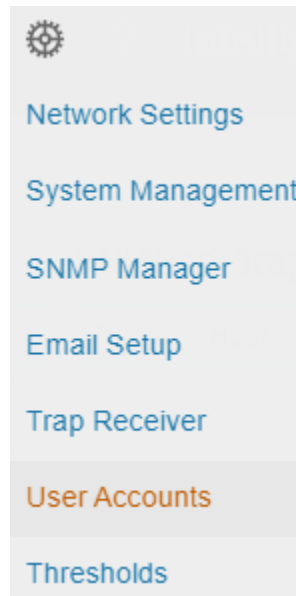 Network Settings
System Management
SNMP Manager
Email Setup
Trap Receiver
User Accounts
Thresholds